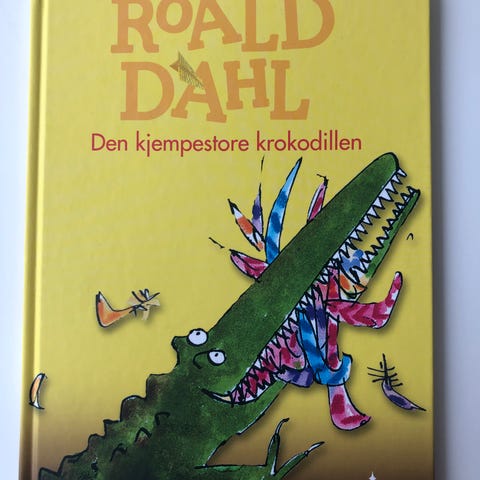 ROALD
DAHL
Den kjempestore krokodillen